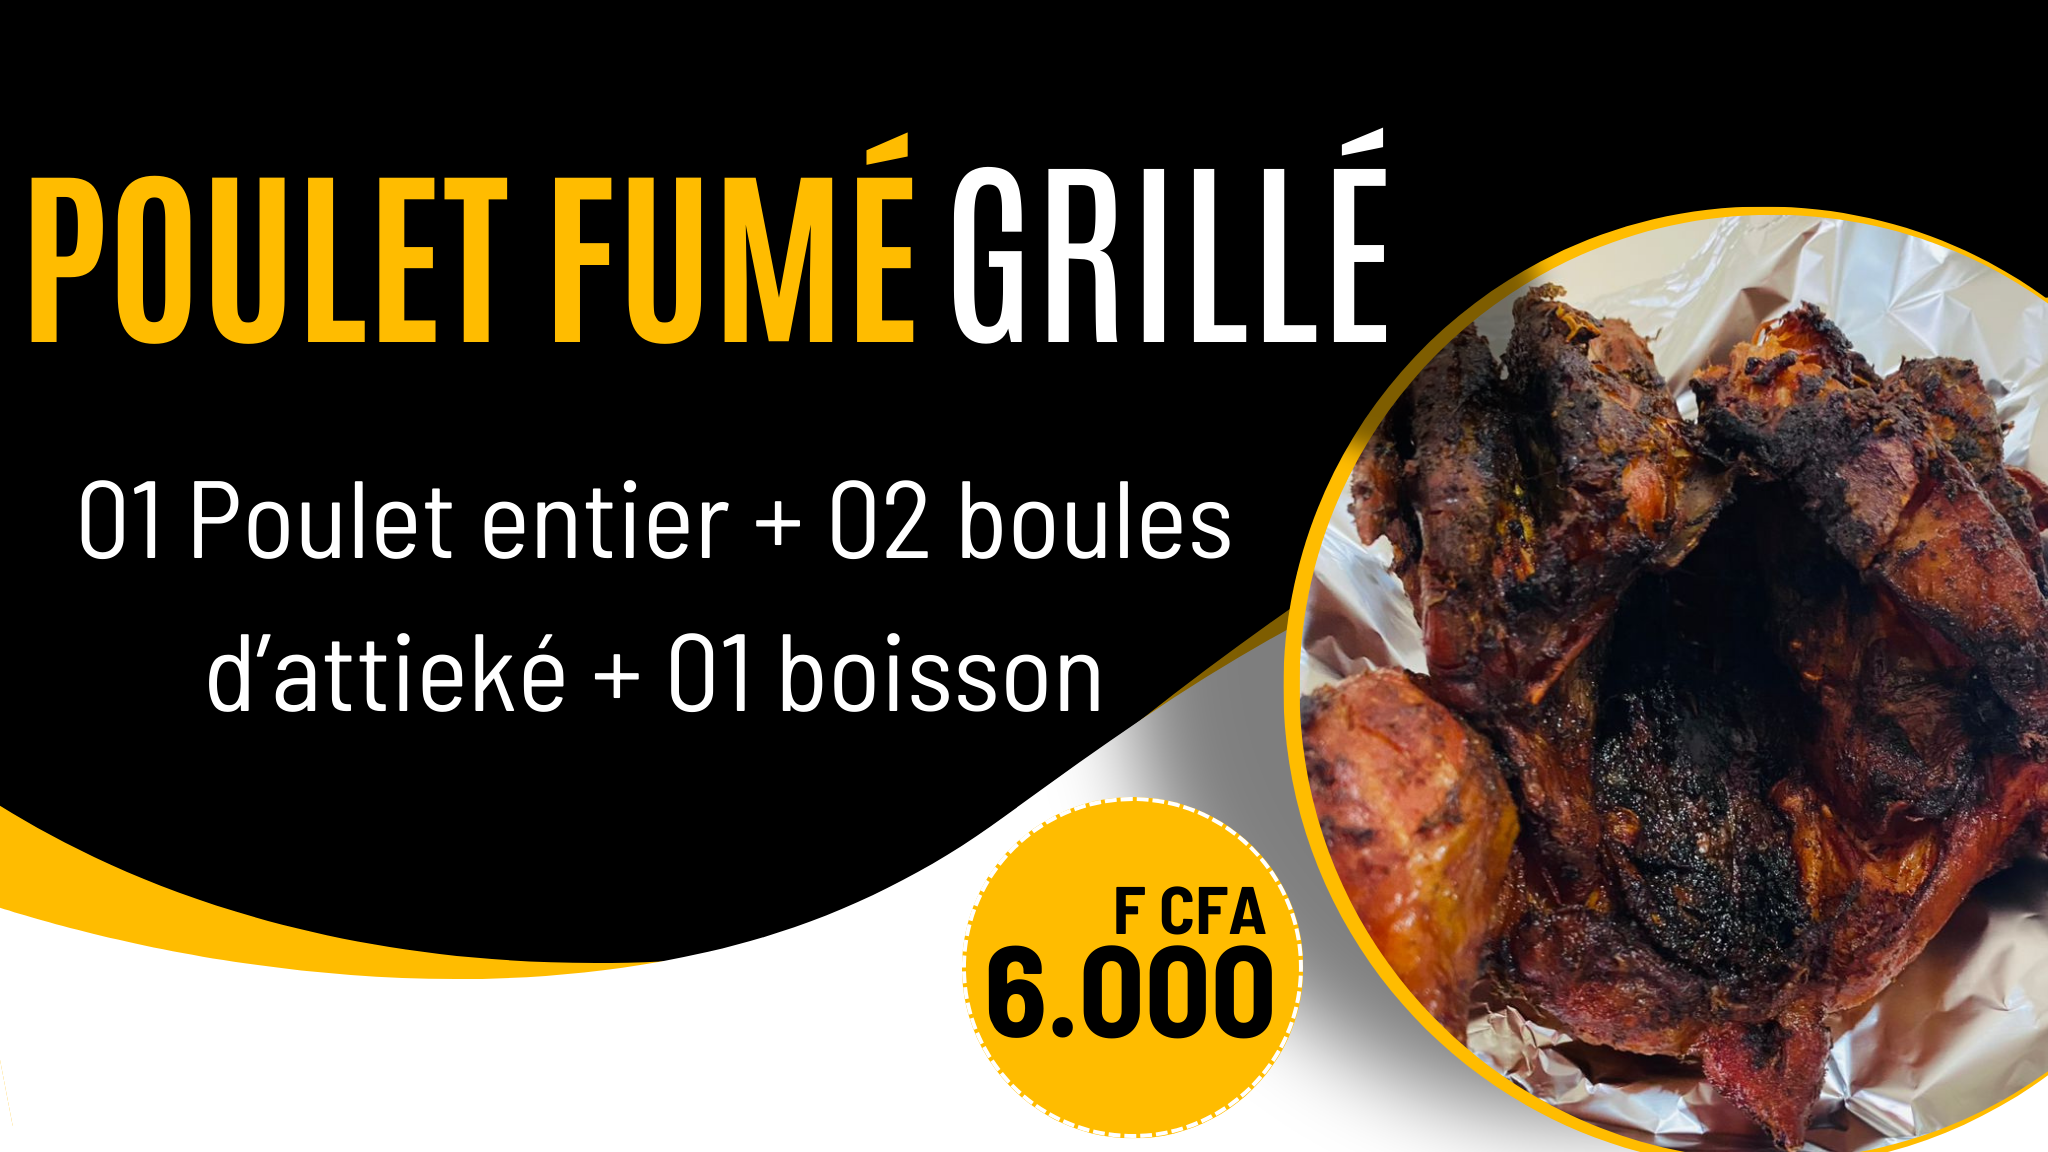 POULET FUMÉ GRILLÉ
01 Poulet entier + 02 boules
d’attieké + 01 boisson
F CFA
6.000